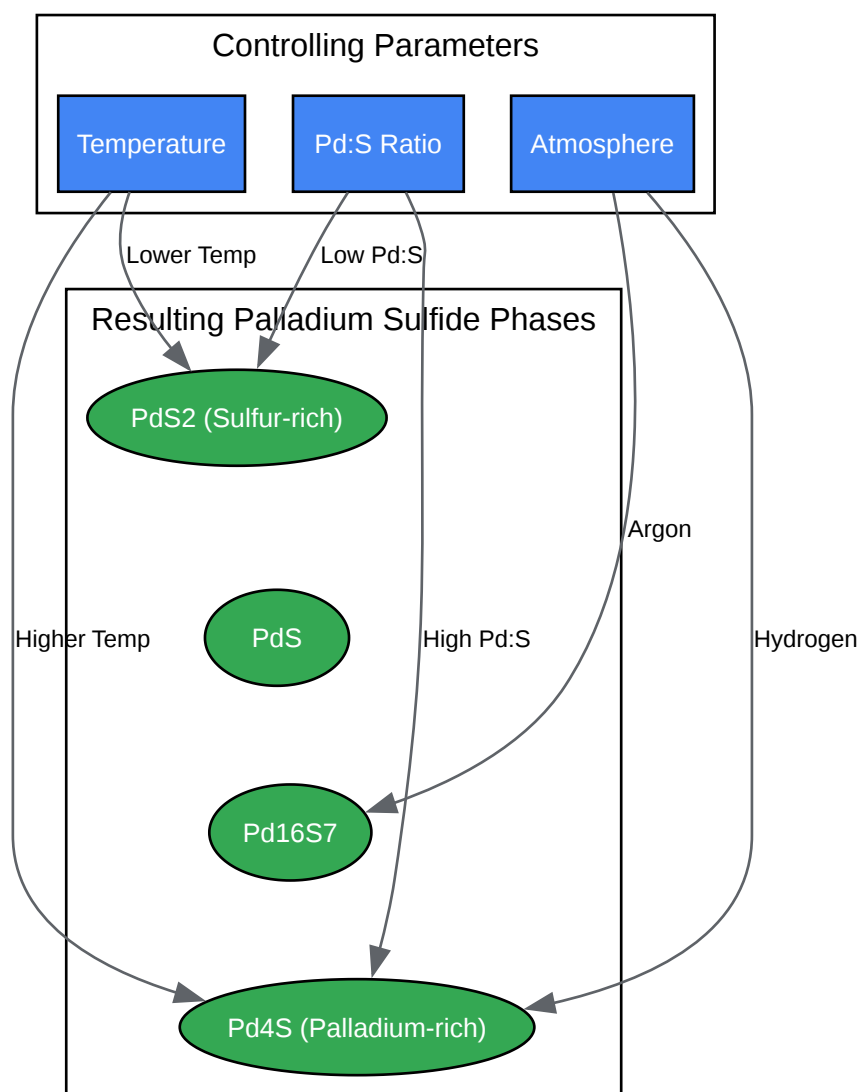 Controlling Parameters
Temperature
Pd:S Ratio
Atmosphere
Lower Temp
Low Pd:S
Resulting Palladium Sulfide Phases
PdS2 (Sulfur-rich)
Argon
PdS
Higher Temp
High Pd:S
Hydrogen
Pd16S7
Pd4S (Palladium-rich)